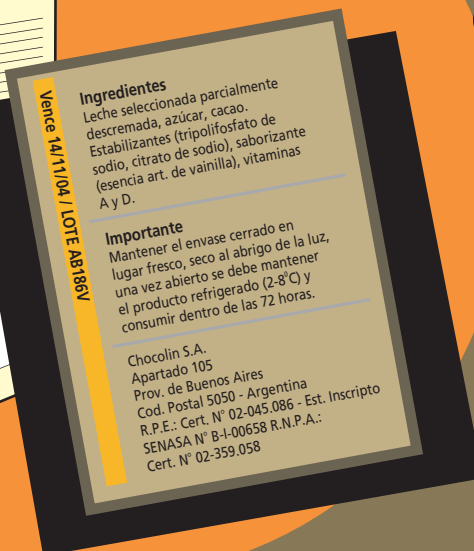 Vence 14/11/04 / LOTE AB186V
Ingredientes
Leche seleccionada parcialmente
descremada, azúcar, cacao.
Estabilizantes (tripolifosfato de
sodio, citrato de sodio), saborizante
(esencia art. de vainilla), vitaminas
A y D.
Importante
Mantener el envase cerrado en
lugar fresco, seco al abrigo de la luz,
una vez abierto se debe mantener
el producto refrigerado (2-8°C) y
consumir dentro de las 72 horas.
Chocolin S.A.
Apartado 105
Prov. de Buenos Aires
Cod. Postal 5050 - Argentina
R.P.E.: Cert. N° 02-045.086 - Est. Inscripto
SENASA N° B-I-00658 R.N.P.A.:
Cert. N° 02-359.058